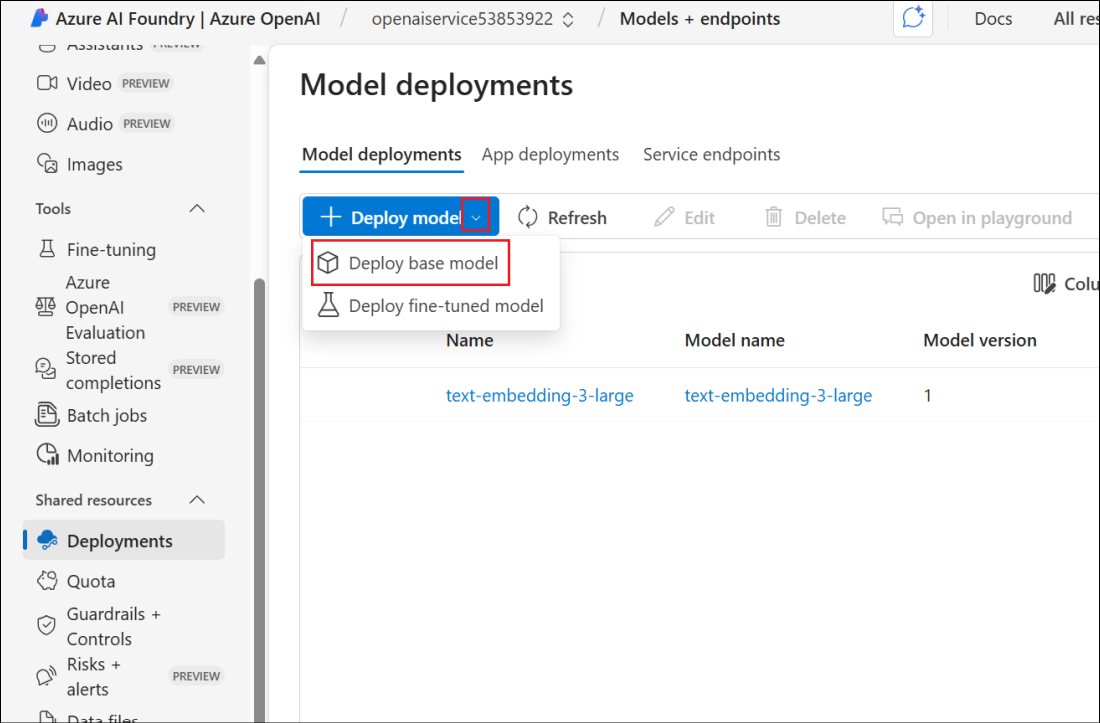 Azure AI Foundry | Azure OpenAI / openaiservice53853922 / Models + endpoints Docs All res
Assistants PREVIEW
Video PREVIEW
Audio PREVIEW
Images
Tools
Fine-tuning
Azure
OpenAI PREVIEW
Evaluation
Stored
completions PREVIEW
Batch jobs
Monitoring
Shared resources
Deployments
Quota
Guardrails +
Controls
Risks +
alerts PREVIEW
Data files
Model deployments
Model deployments App deployments Service endpoints
Deploy model Refresh Edit Delete Open in playground
Deploy base model
Deploy fine-tuned model
Colu
Name Model name Model version
text-embedding-3-large text-embedding-3-large 1